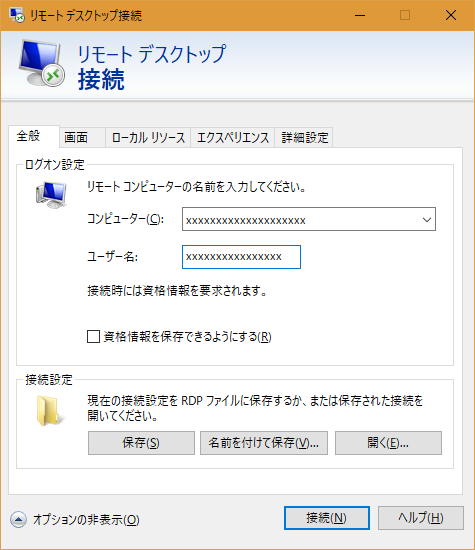 リモート デスクトップ接続
リモート デスクトップ
接続
全般 画面 ローカル リソース エクスペリエンス 詳細設定
ログオン設定
リモート コンピューターの名前を入力してください。
コンピューター(C): xxxxxxxxxxxxxxxxxxxx
ユーザー名: xxxxxxxxxxxxxxxx
接続時には資格情報を要求されます。
資格情報を保存できるようにする(R)
接続設定
現在の接続設定を RDP ファイルに保存するか、または保存された接続を
開いてください。
保存(S) 名前を付けて保存(V)... 開く(E)...
オプションの非表示(O) 接続(N) ヘルプ(H)